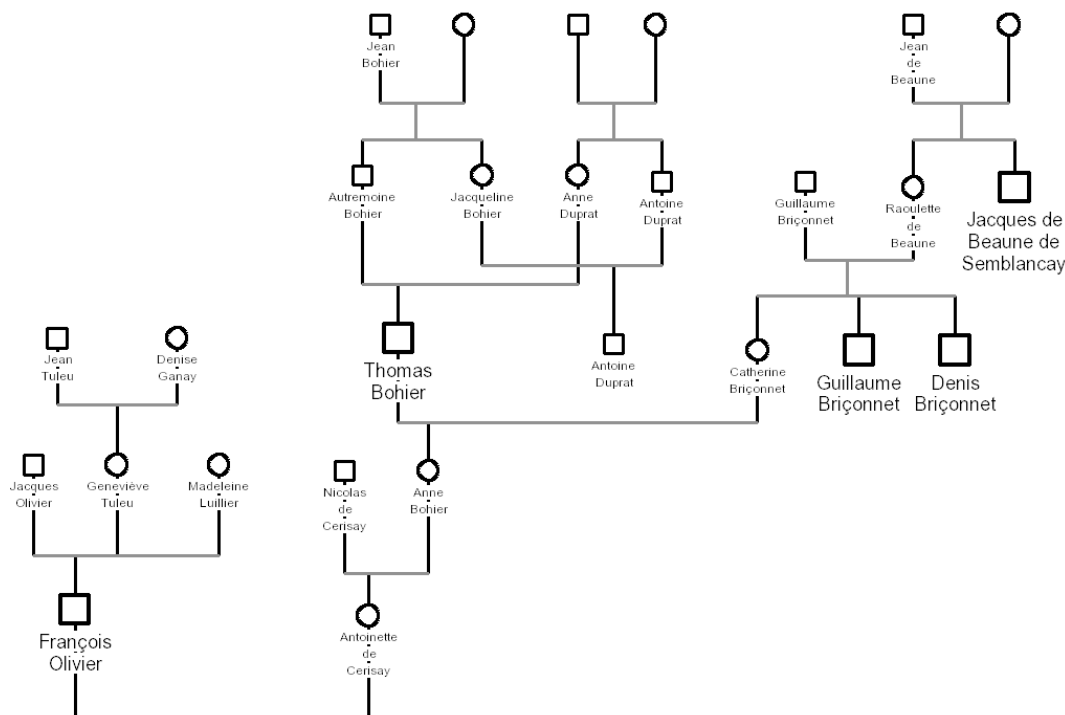 Jean
Bohier
Jean
de
Beaune
Autremoine
Bohier
Jacqueline
Bohier
Anne
Duprat
Antoine
Duprat
Guillaume
Briçonnet
Raoulette
de
Beaune
Jacques de
Beaune de
Semblancay
Jean
Tuleu
Denise
Ganay
Thomas
Bohier
Antoine
Duprat
Catherine
Briçonnet
Guillaume
Briçonnet
Denis
Briçonnet
Jacques
Olivier
Geneviève
Tuleu
Madeleine
Luillier
Nicolas
de
Cerisay
Anne
Bohier
François
Olivier
Antoinette
de
Cerisay